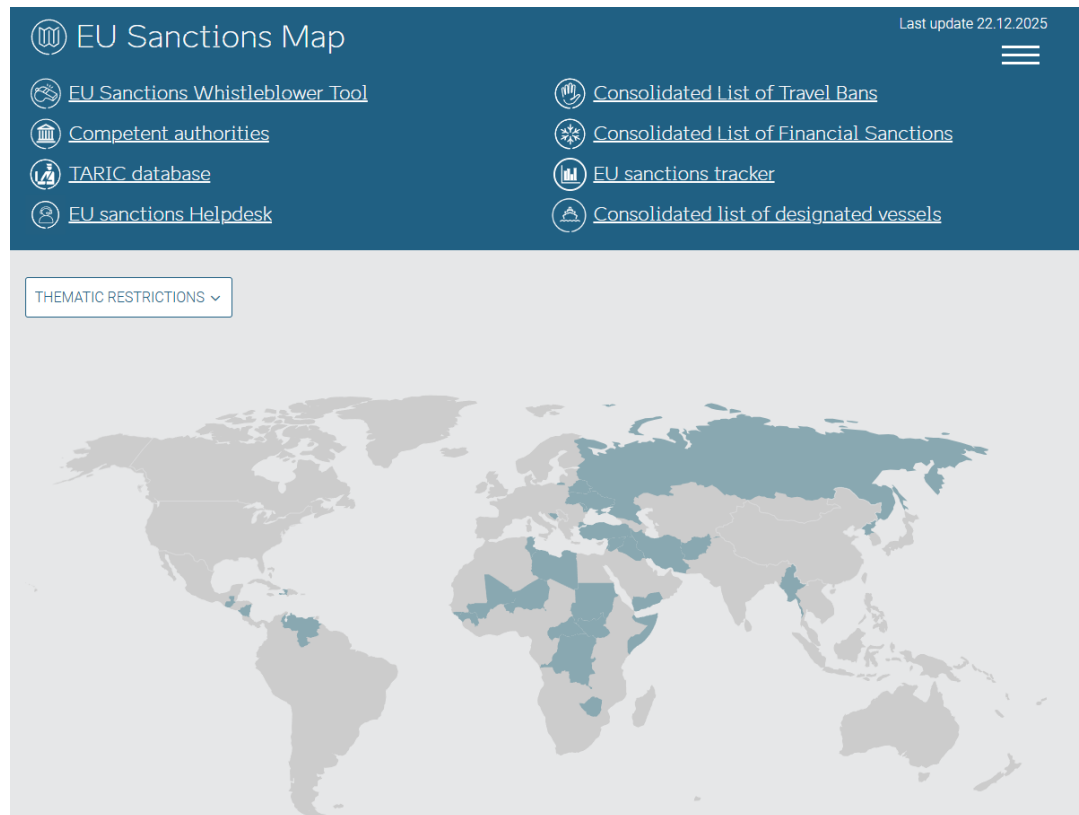 EU Sanctions Map
Last update 22.12.2025
EU Sanctions Whistleblower Tool
Competent authorities
TARIC database
EU sanctions Helpdesk
Consolidated List of Travel Bans
Consolidated List of Financial Sanctions
EU sanctions tracker
Consolidated list of designated vessels
THEMATIC RESTRICTIONS